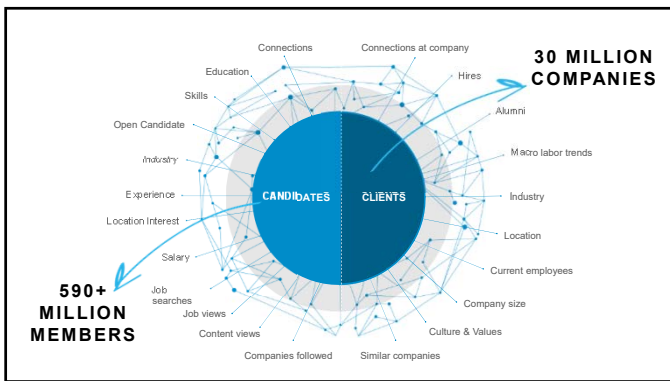 Connections
Education
Skills
Open Candidate
Industry
Experience
Location Interest
Salary
Job
searches
Job views
Content views
Companies followed
590+
MILLION
MEMBERS
CANDIDATES
CLIENTS
Connections at company
Hires
Alumni
Macro labor trends
Industry
Location
Current employees
Company size
Culture & Values
Similar companies
30 MILLION
COMPANIES